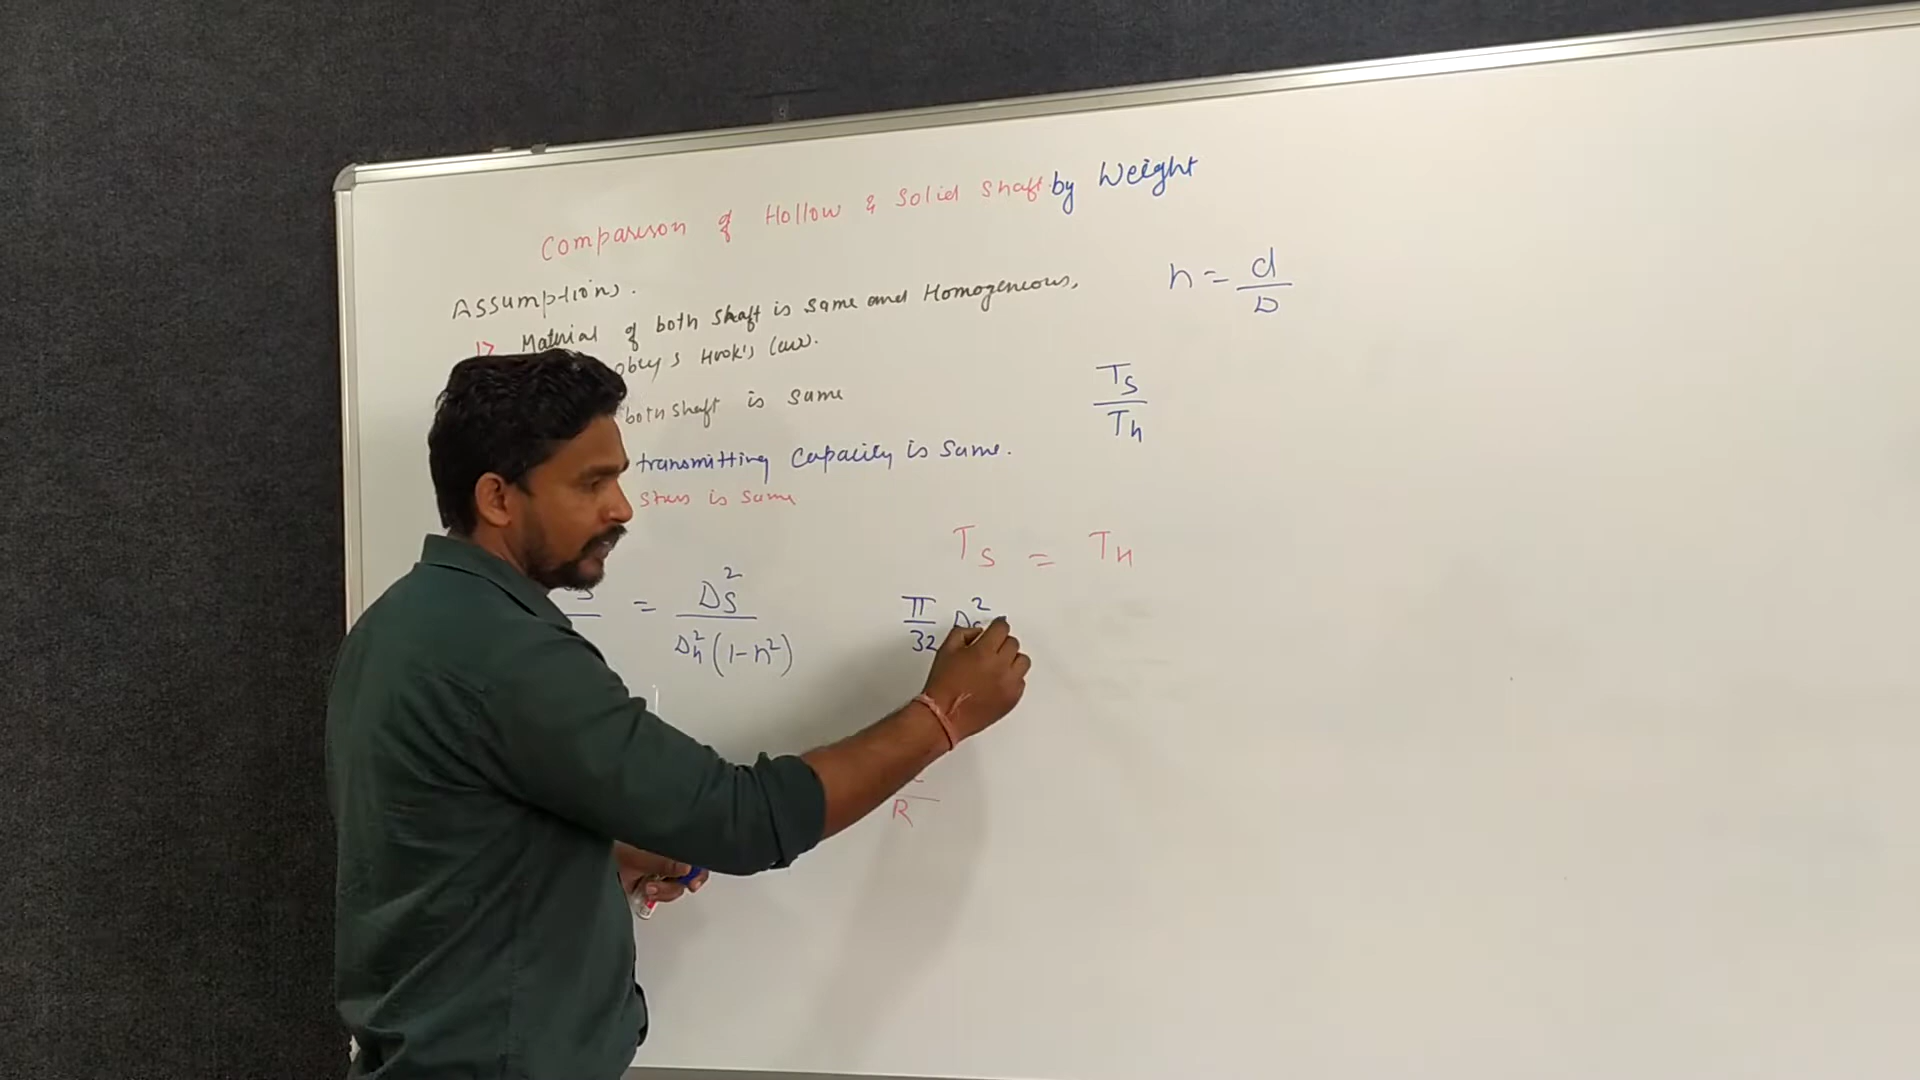 Comparison of Hollow & Solid Shaft by Weight
Assumptions.
n = d/D
1> Material of both shaft is same and Homogeneous,
obeys Hook's law.
both shaft is same
Ts/Th
transmitting capacity is same.
stress is same
Ts = Th
= Ds²/Dh²(1-n²)
π/32 Ds²
R